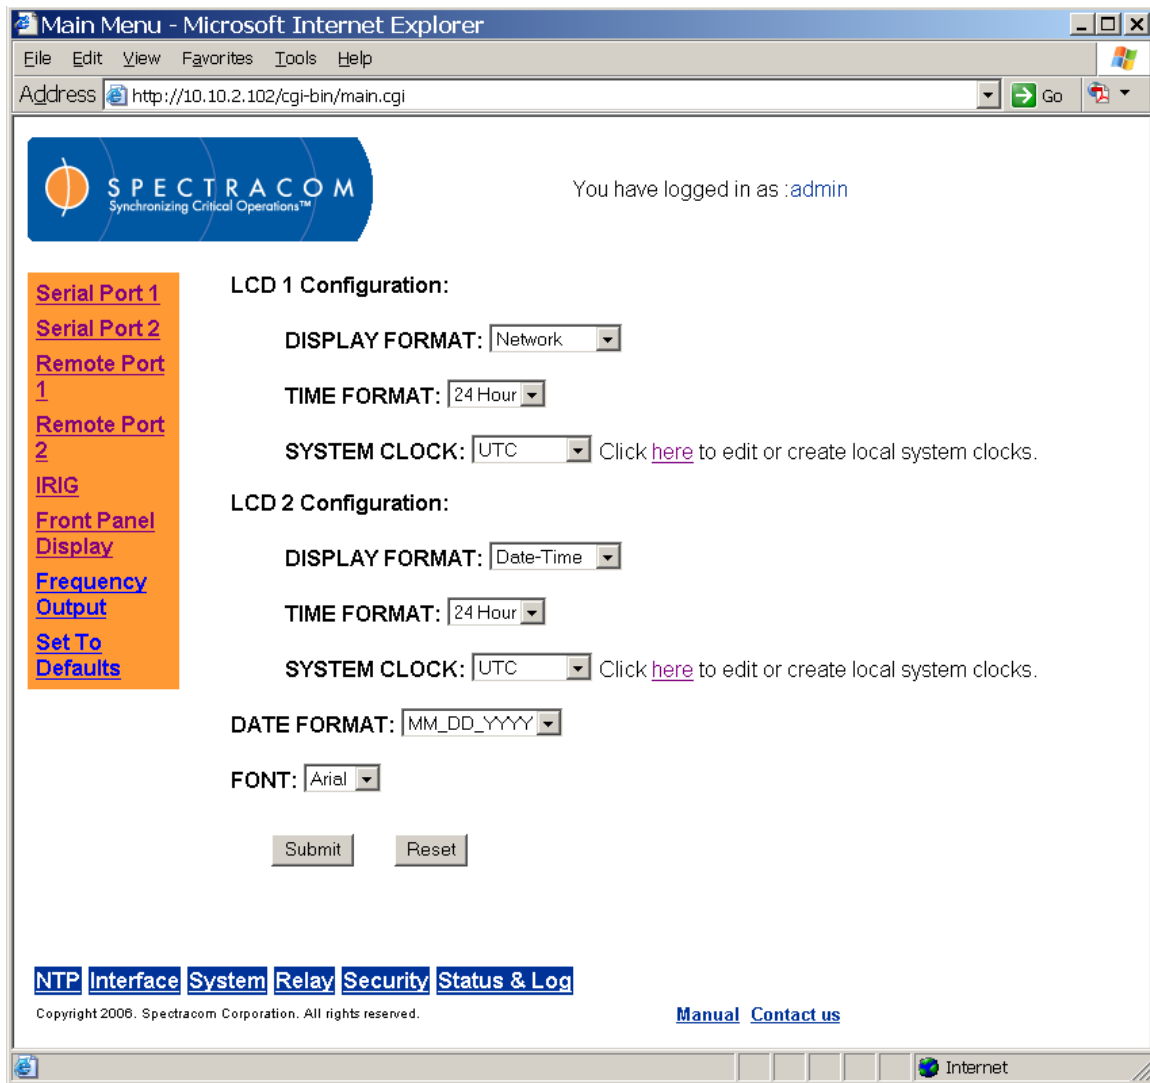 Main Menu - Microsoft Internet Explorer
File Edit View Favorites Tools Help
Address http://10.10.2.102/cgi-bin/main.cgi Go
SPECTRACOM
Synchronizing Critical Operations™
You have logged in as :admin
Serial Port 1
Serial Port 2
Remote Port
1
Remote Port
2
IRIG
Front Panel
Display
Frequency
Output
Set To
Defaults
LCD 1 Configuration:
DISPLAY FORMAT: Network
TIME FORMAT: 24 Hour
SYSTEM CLOCK: UTC Click here to edit or create local system clocks.
LCD 2 Configuration:
DISPLAY FORMAT: Date-Time
TIME FORMAT: 24 Hour
SYSTEM CLOCK: UTC Click here to edit or create local system clocks.
DATE FORMAT: MM_DD_YYYY
FONT: Arial
Submit Reset
NTP Interface System Relay Security Status & Log
Copyright 2006. Spectracom Corporation. All rights reserved.
Manual Contact us
Internet